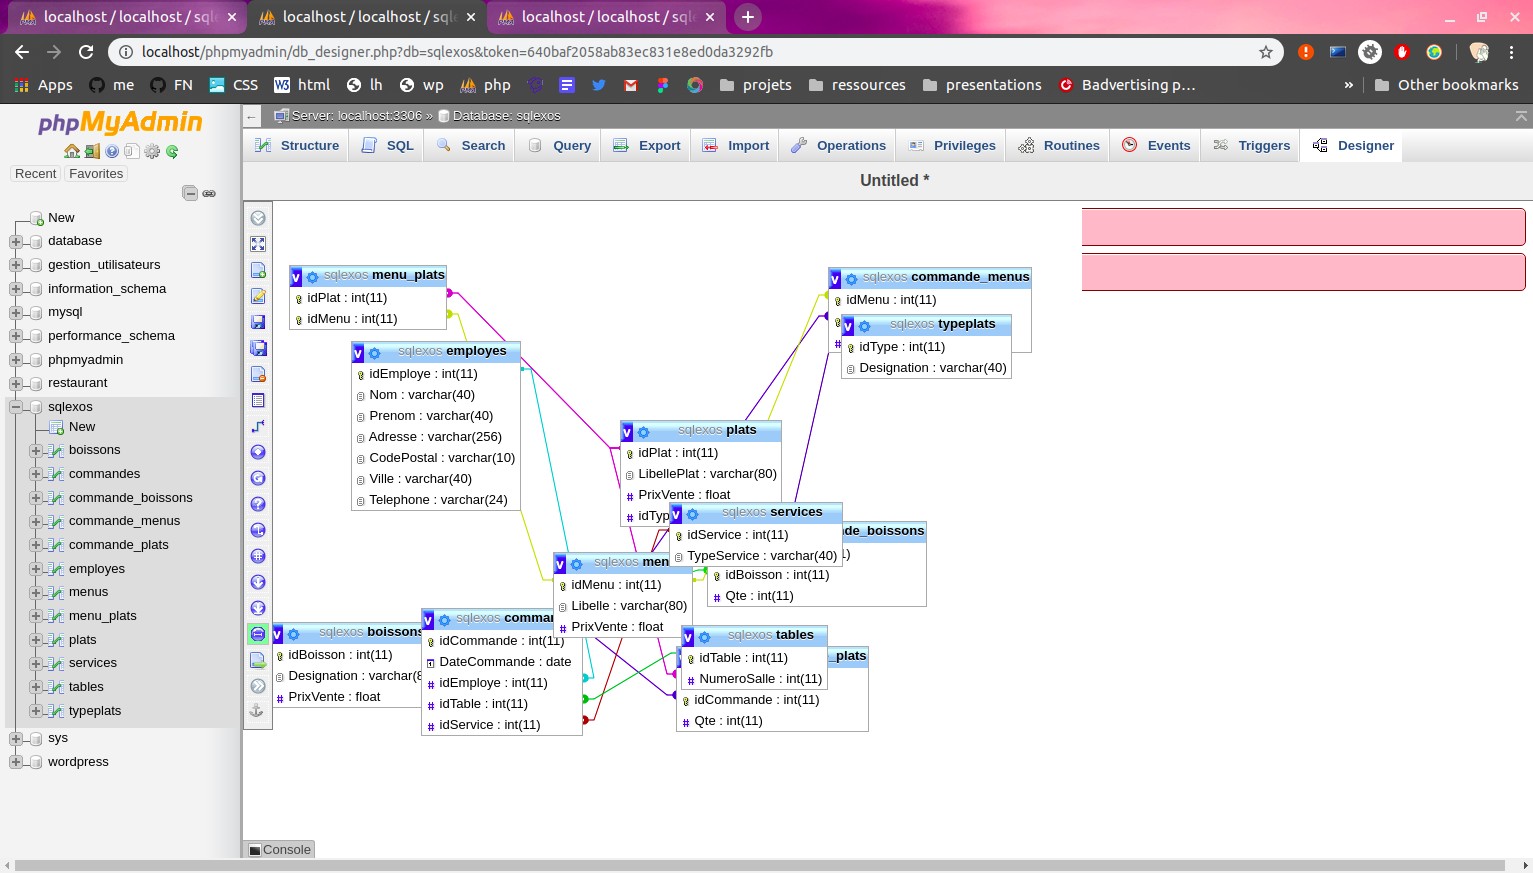 localhost / localhost / sqle
localhost / localhost / sqle
localhost / localhost / sqle
localhost/phpmyadmin/db_designer.php?db=sqlexos&token=640baf2058ab83ec831e8ed0da3292fb
Apps me FN CSS html lh wp php projets ressources presentations Badvertising p… » Other bookmarks
phpMyAdmin
Recent Favorites
New
database
gestion_utilisateurs
information_schema
mysql
performance_schema
phpmyadmin
restaurant
sqlexos
New
boissons
commandes
commande_boissons
commande_menus
commande_plats
employes
menus
menu_plats
plats
services
tables
typeplats
sys
wordpress
Server: localhost:3306 » Database: sqlexos
Structure SQL Search Query Export Import Operations Privileges Routines Events Triggers Designer
Untitled *
sqlexos menu_plats
idPlat : int(11)
idMenu : int(11)
sqlexos commande_menus
idMenu : int(11)
sqlexos typeplats
idType : int(11)
Designation : varchar(40)
sqlexos employes
idEmploye : int(11)
Nom : varchar(40)
Prenom : varchar(40)
Adresse : varchar(256)
CodePostal : varchar(10)
Ville : varchar(40)
Telephone : varchar(24)
sqlexos plats
idPlat : int(11)
LibellePlat : varchar(80)
PrixVente : float
idTyp
sqlexos services
idService : int(11)
TypeService : varchar(40)
de_boissons
1)
idBoisson : int(11)
Qte : int(11)
sqlexos men
idMenu : int(11)
Libelle : varchar(80)
PrixVente : float
sqlexos boissons
idBoisson : int(11)
Designation : varchar(8
PrixVente : float
sqlexos comman
idCommande : int(11)
DateCommande : date
idEmploye : int(11)
idTable : int(11)
idService : int(11)
sqlexos tables
idTable : int(11)
NumeroSalle : int(11)
_plats
idCommande : int(11)
Qte : int(11)
Console